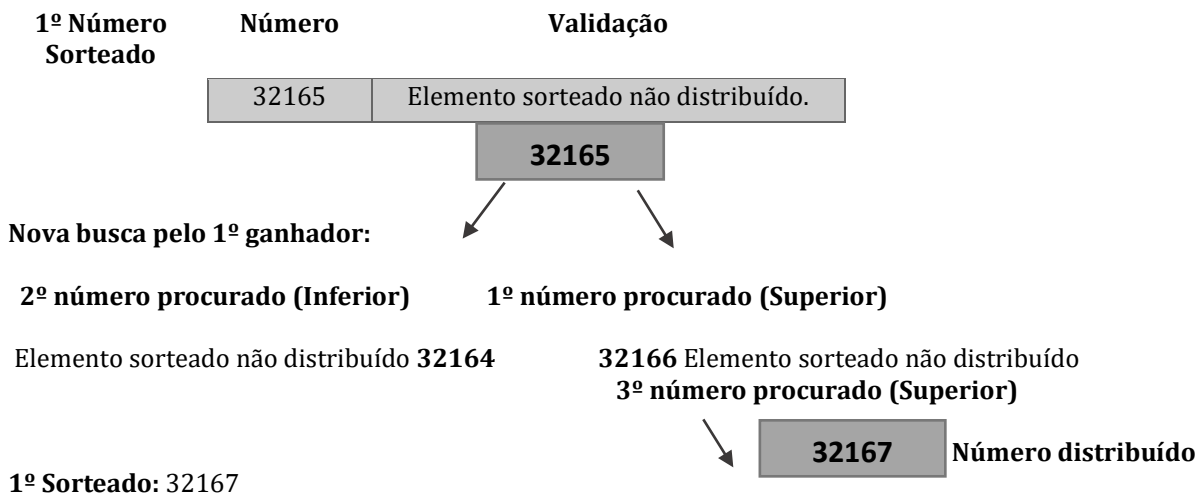 1º Número Sorteado Número Validação
32165 Elemento sorteado não distribuído.
32165
Nova busca pelo 1º ganhador:
2º número procurado (Inferior) 1º número procurado (Superior)
Elemento sorteado não distribuído 32164 32166 Elemento sorteado não distribuído
3º número procurado (Superior)
32167 Número distribuído
1º Sorteado: 32167